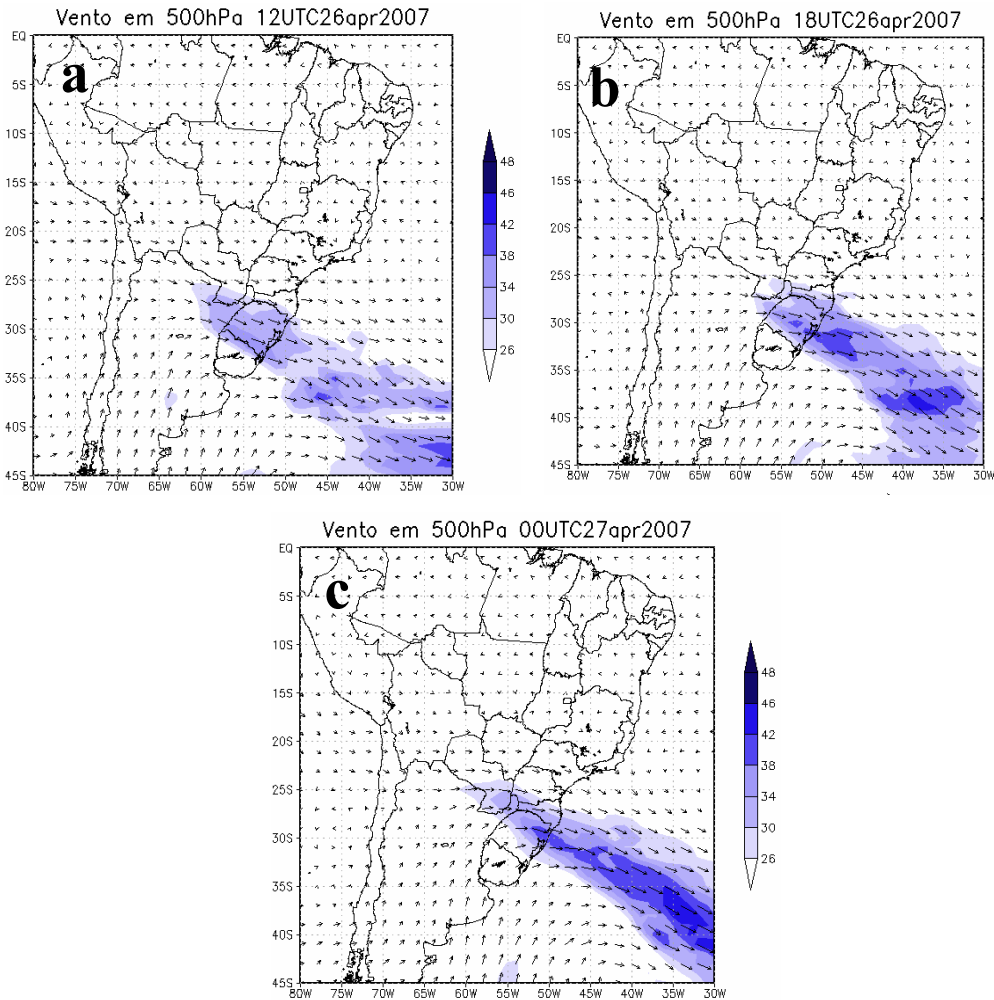 Vento em 500hPa 12UTC26apr2007
a
EQ
5S
10S
15S
20S
25S
30S
35S
40S
45S
80W 75W 70W 65W 60W 55W 50W 45W 40W 35W 30W
48
46
42
38
34
30
26
Vento em 500hPa 18UTC26apr2007
b
EQ
5S
10S
15S
20S
25S
30S
35S
40S
45S
80W 75W 70W 65W 60W 55W 50W 45W 40W 35W 30W
Vento em 500hPa 00UTC27apr2007
c
EQ
5S
10S
15S
20S
25S
30S
35S
40S
45S
80W 75W 70W 65W 60W 55W 50W 45W 40W 35W 30W
48
46
42
38
34
30
26